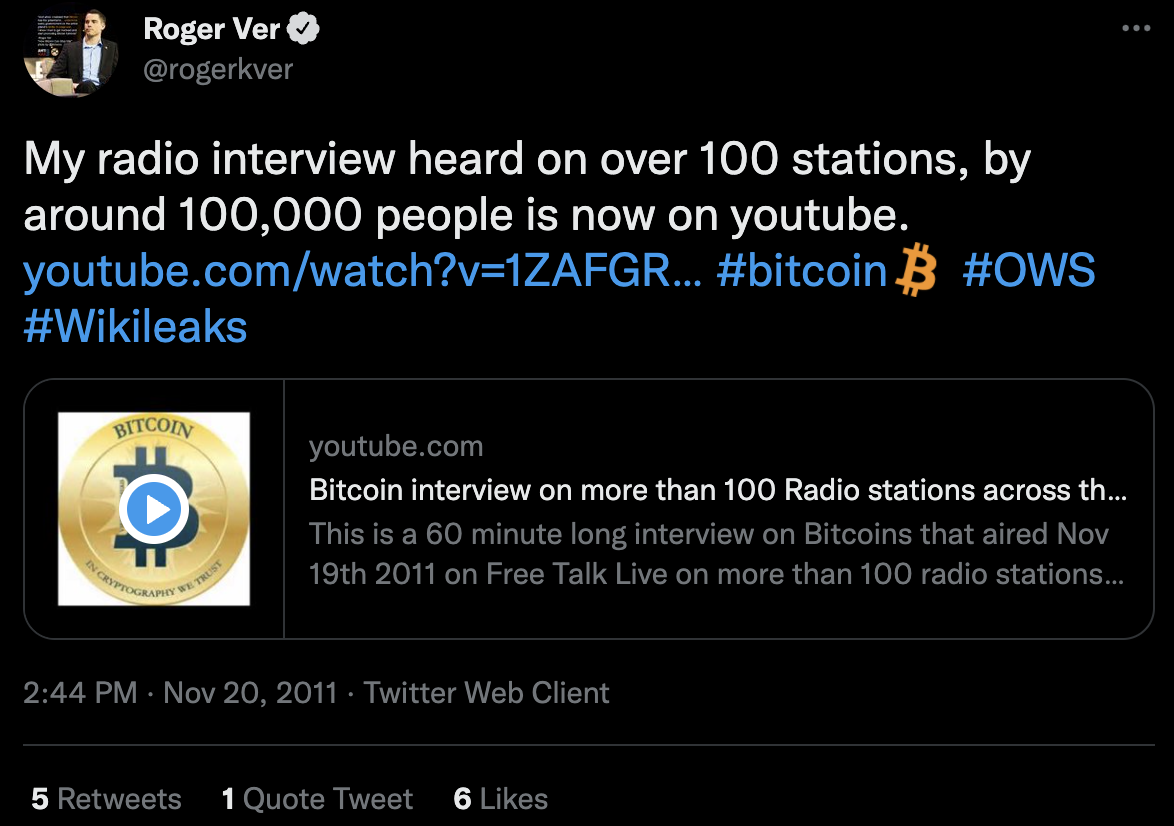 Roger Ver
@rogerkver
My radio interview heard on over 100 stations, by
around 100,000 people is now on youtube.
youtube.com/watch?v=1ZAFGR... #bitcoin #OWS
#Wikileaks
BITCOIN
IN CRYPTOGRAPHY WE TRUST
youtube.com
Bitcoin interview on more than 100 Radio stations across th...
This is a 60 minute long interview on Bitcoins that aired Nov
19th 2011 on Free Talk Live on more than 100 radio stations...
2:44 PM · Nov 20, 2011 · Twitter Web Client
5 Retweets 1 Quote Tweet 6 Likes